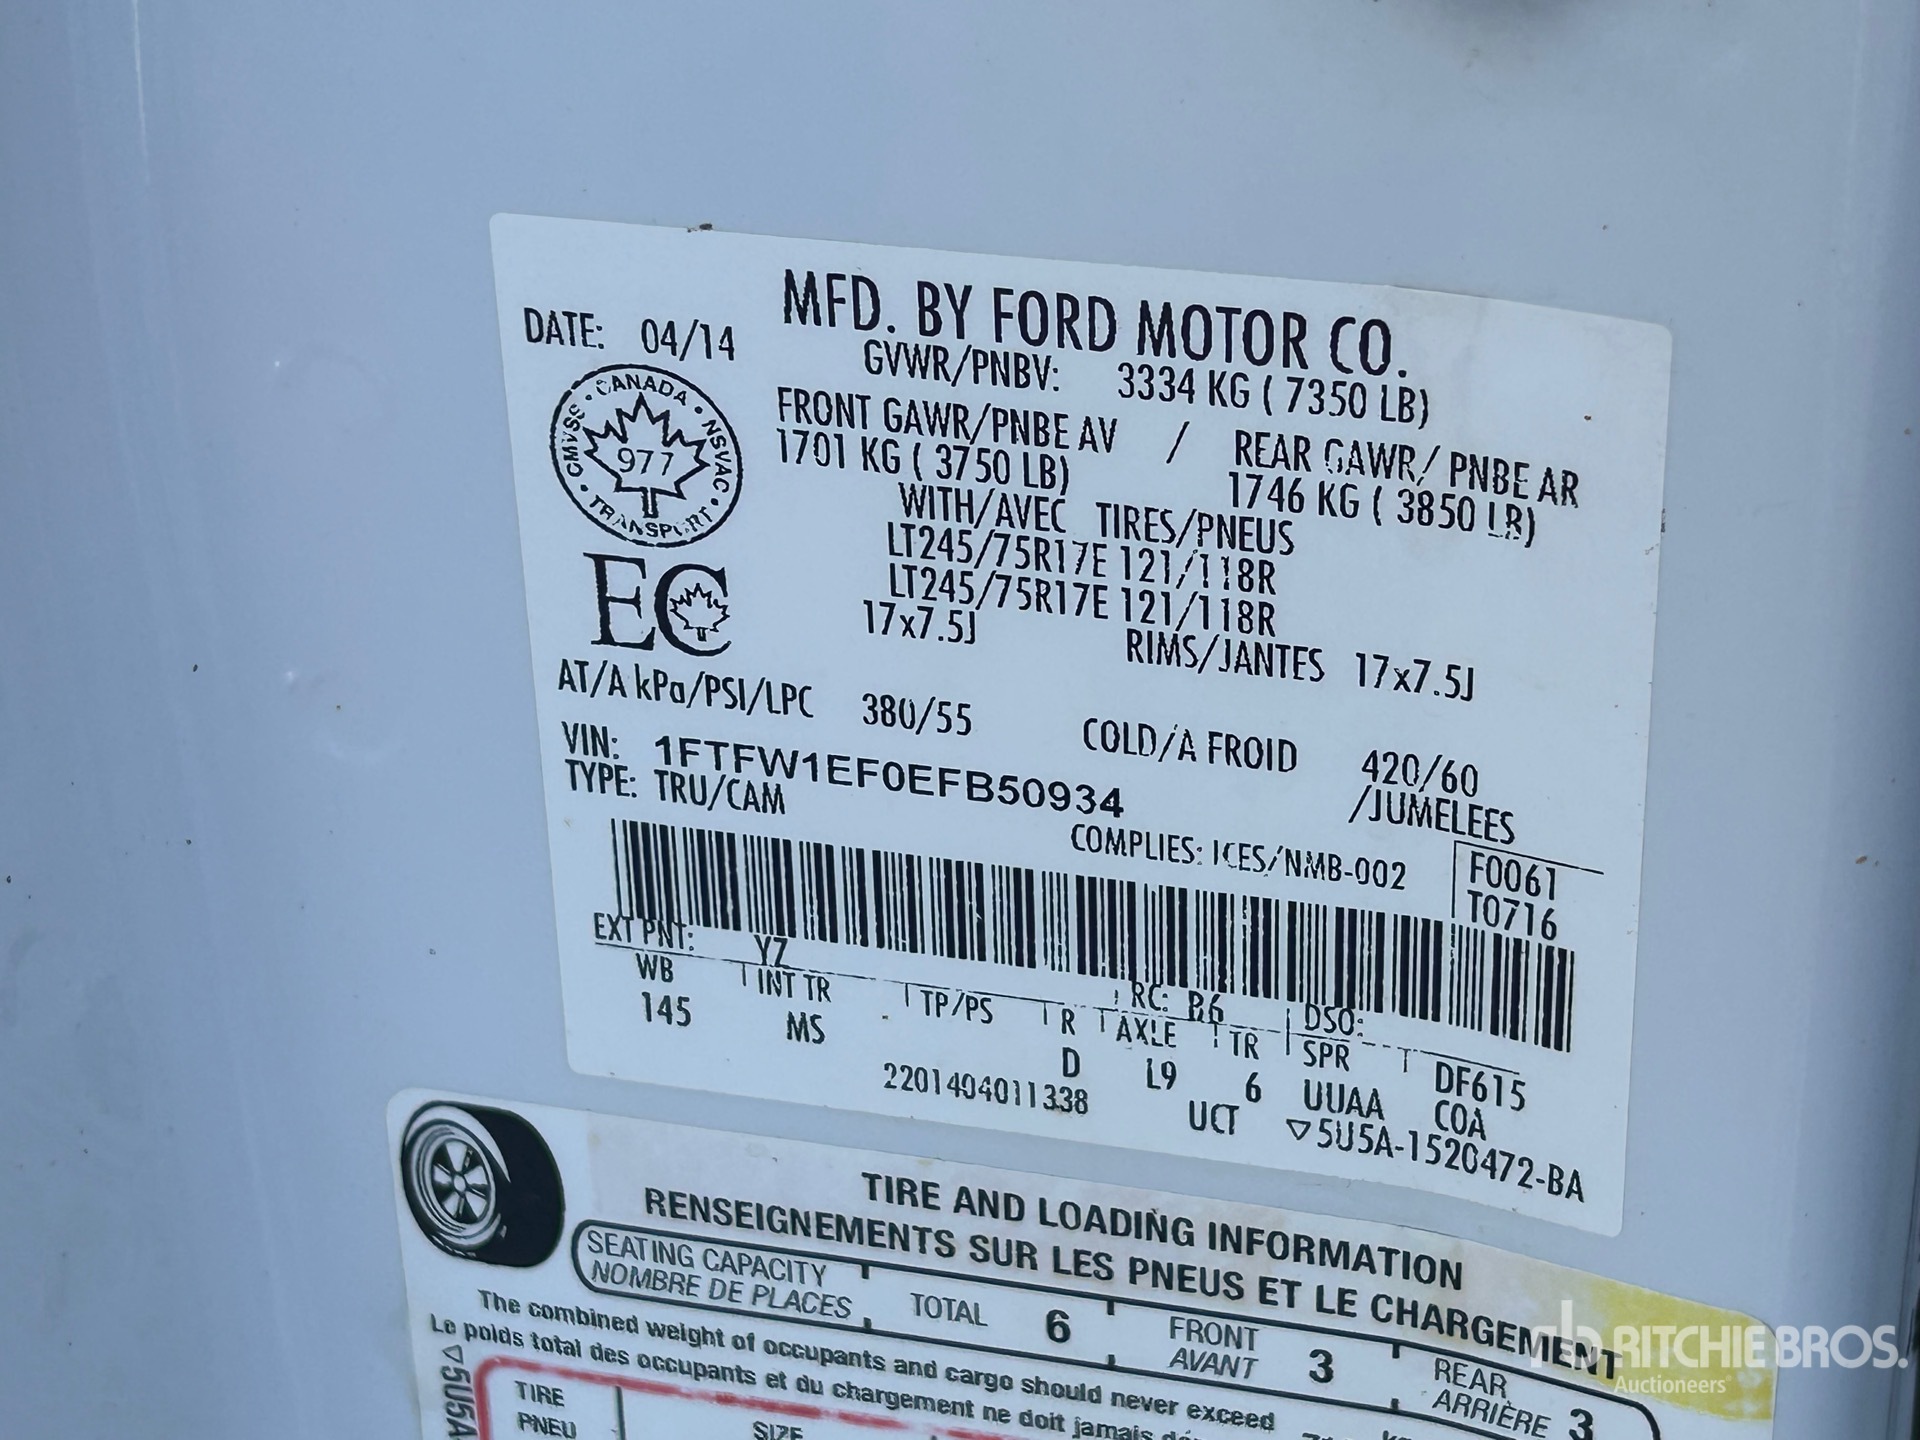 MFD. BY FORD MOTOR CO.
DATE: 04/14
GVWR/PNBV: 3334 KG ( 7350 LB)
FRONT GAWR/PNBE AV / REAR GAWR/ PNBE AR
1701 KG ( 3750 LB) 1746 KG ( 3850 LB)
CANADA
CMVSS NSVAC
977
TRANSPORT
WITH/AVEC TIRES/PNEUS
LT245/75R17E 121/118R
LT245/75R17E 121/118R
EC
17x7.5J RIMS/JANTES 17x7.5J
AT/A kPa/PSI/LPC 380/55 COLD/A FROID 420/60
VIN: 1FTFW1EF0EFB50934 /JUMELEES
TYPE: TRU/CAM
COMPLIES: ICES/NMB-002 F0061
T0716
EXT PNT: YZ RC: B6 DSO:
WB INT TR TP/PS R AXLE TR SPR DF615
145 MS D L9 6 UUAA COA
2201404011338 UCT ▽5U5A-1520472-BA
TIRE AND LOADING INFORMATION
RENSEIGNEMENTS SUR LES PNEUS ET LE CHARGEMENT
SEATING CAPACITY TOTAL 6 FRONT 3 REAR 3
NOMBRE DE PLACES AVANT ARRIÈRE
The combined weight of occupants and cargo should never exceed
Le poids total des occupants et du chargement ne doit jamais
▽5U5A
TIRE SIZE
PNEU
rb RITCHIE BROS.
Auctioneers